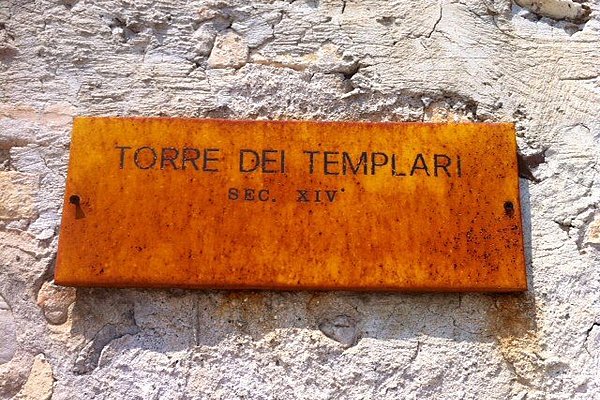 TORRE DEI TEMPLARI
SEC. XIV°